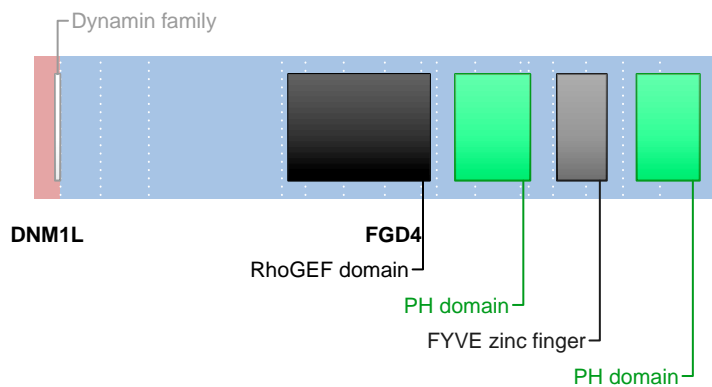 Dynamin family
DNM1L FGD4
RhoGEF domain
PH domain
FYVE zinc finger
PH domain